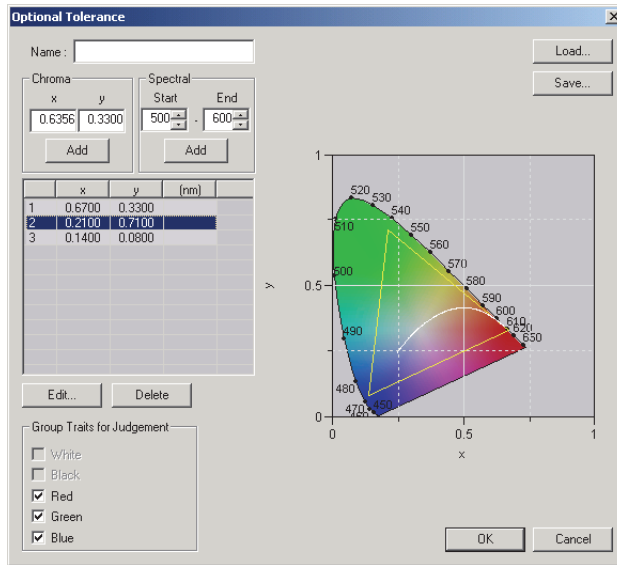 Optional Tolerance
Name :
Load...
Save...
Chroma
x y
0.6356 0.3300
Add
Spectral
Start End
500 - 600
Add
x y (nm)
1 0.6700 0.3300
2 0.2100 0.7100
3 0.1400 0.0800
Edit... Delete
Group Traits for Judgement
White
Black
Red
Green
Blue
1
0.5
0
y
0 0.5 1
x
520
530
540
510
550
560
570
500
580
590
600
610
620
650
490
480
470
450
OK Cancel